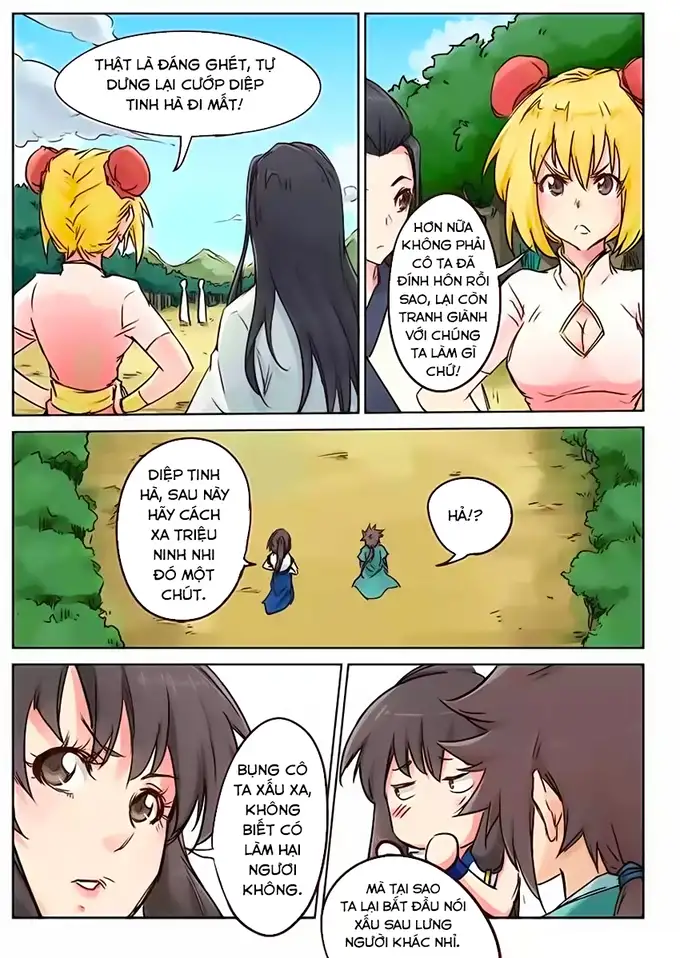 THẬT LÀ ĐÁNG GHÉT, TỰ
DƯNG LẠI CƯỚP DIỆP
TINH HÀ ĐI MẤT!
HƠN NỮA
KHÔNG PHẢI
CÔ TA ĐÃ
ĐÍNH HÔN RỒI
SAO, LẠI CÒN
TRANH GIÀNH
VỚI CHÚNG
TA LÀM GÌ
CHỨ!
DIỆP TINH
HÀ, SAU NÀY
HÃY CÁCH
XA TRIỆU
NINH NHI
ĐÓ MỘT
CHÚT.
HẢ!?
BỤNG CÔ
TA XẤU XA,
KHÔNG
BIẾT CÓ
LÀM HẠI
NGƯƠI
KHÔNG.
MÀ TẠI SAO
TA LẠI BẮT ĐẦU NÓI
XẤU SAU LƯNG
NGƯỜI KHÁC NHỈ.